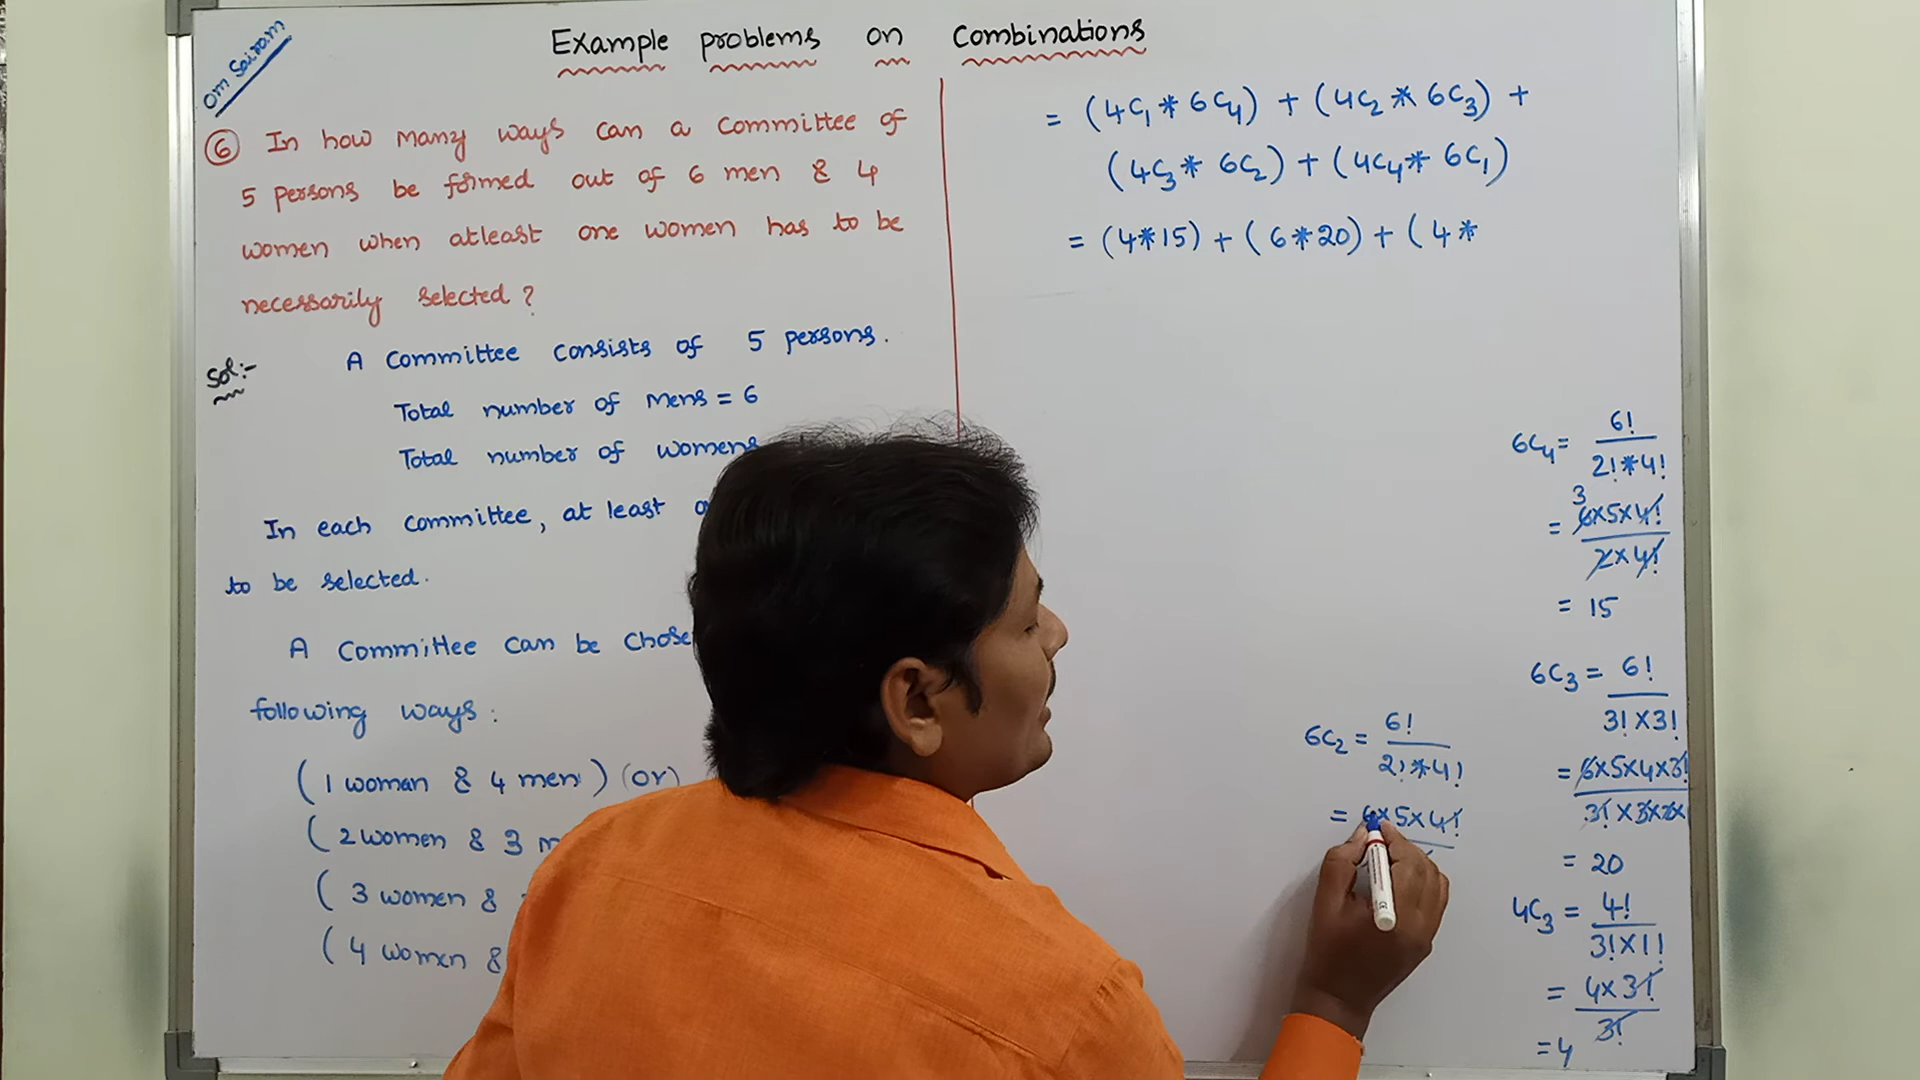 Om Sairam
Example problems on Combinations
6 In how many ways can a committee of
5 persons be formed out of 6 men & 4
women when atleast one women has to be
necessarily selected?
Sol:- A committee consists of 5 persons.
Total number of mens = 6
Total number of womens
In each committee, at least
to be selected.
A committee can be chose
following ways:
(1 woman & 4 men) (or)
(2 women & 3 m
(3 women &
(4 women &
= (4C₁ * 6C₄) + (4C₂ * 6C₃) +
(4C₃ * 6C₂) + (4C₄ * 6C₁)
= (4*15) + (6*20) + (4*
6C₄ = 6!
2!*4!
3
= 6x5x4!
2x4!
= 15
6C₃ = 6!
3!x3!
= 6x5x4x3!
3!x3x2x
= 20
4C₃ = 4!
3!x1!
= 4x3!
3!
=4
6C₂ = 6!
2!*4!
= 6x5x4!